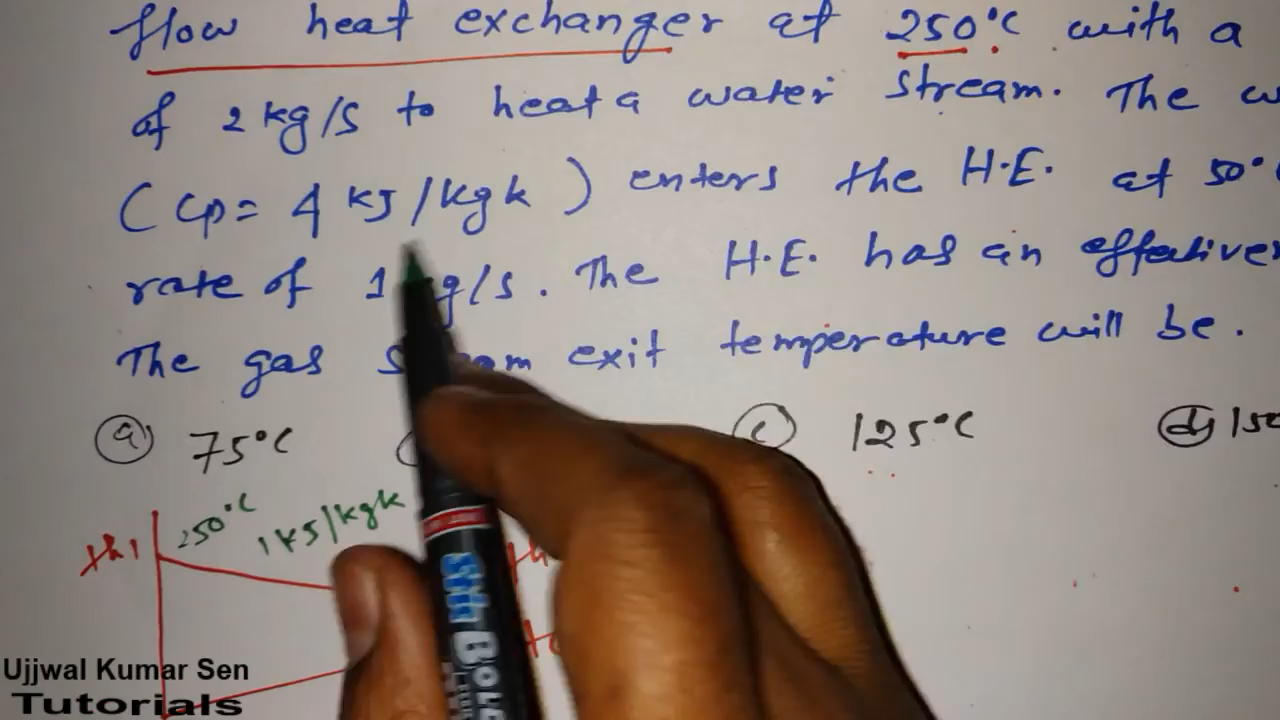 flow heat exchanger at 250°C with a
of 2 kg/s to heat a water stream. The
(Cp = 4 kJ/kgk) enters the H.E. at 50°
rate of 1 kg/s. The H.E. has an
The gas exit temperature will be.
(a) 75°C (c) 125°C (d)
th1 250°C 1 kJ/kgk
Ujjwal Kumar Sen
Tutorials